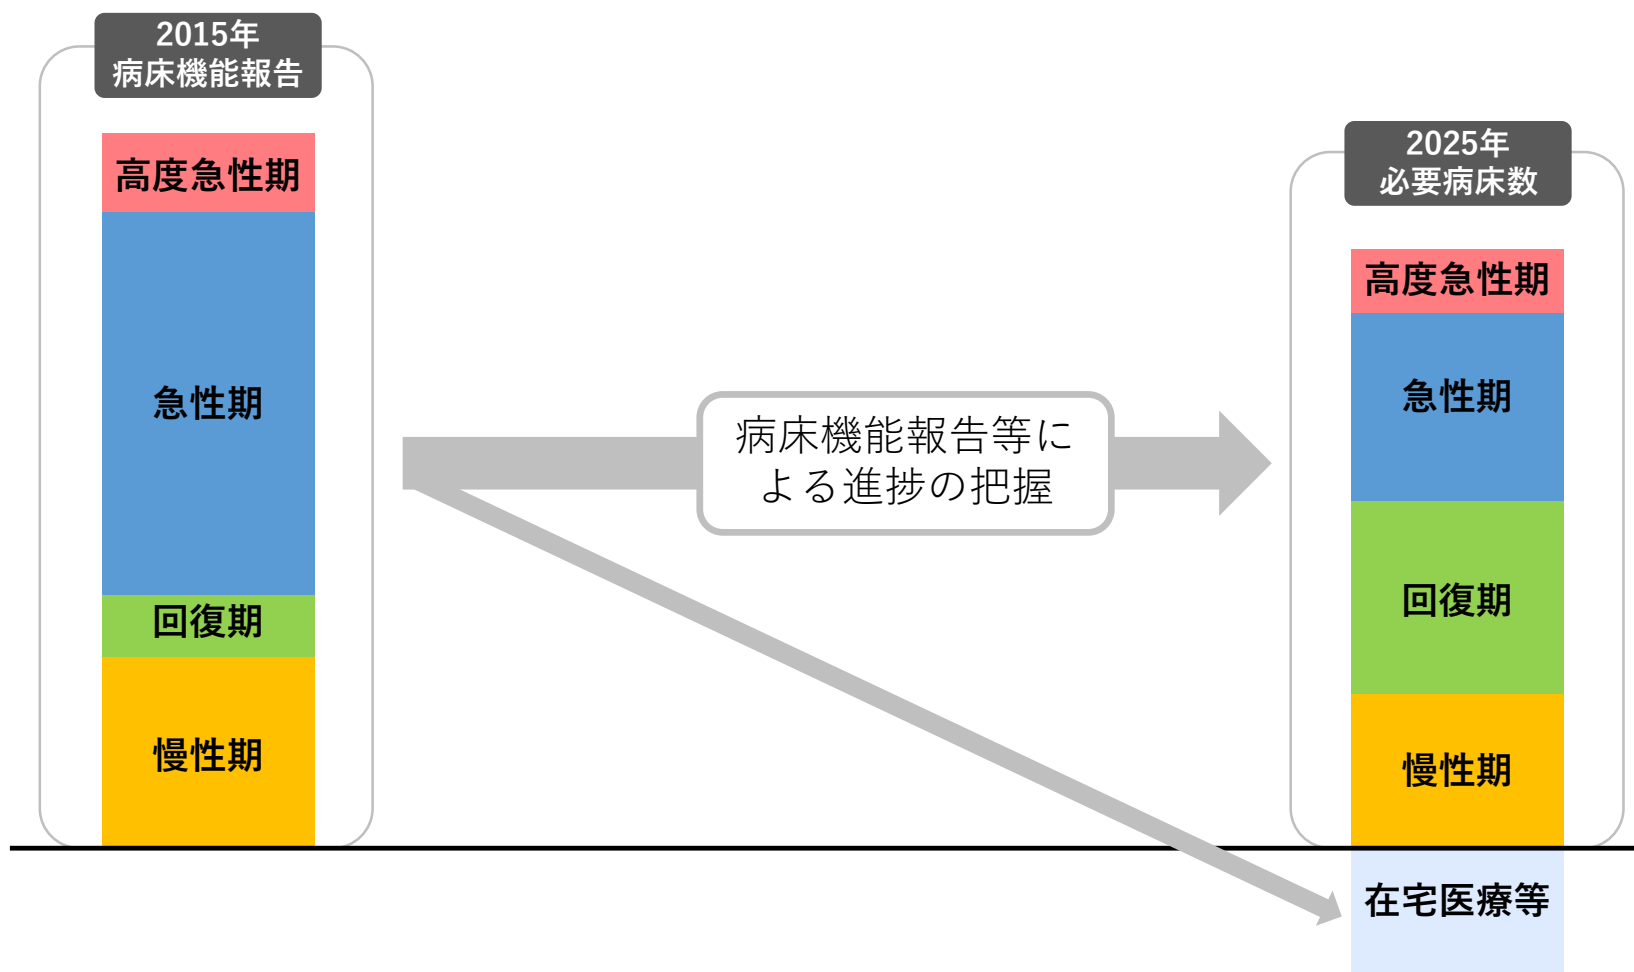 2015年
病床機能報告
高度急性期
急性期
回復期
慢性期
病床機能報告等に
よる進捗の把握
2025年
必要病床数
高度急性期
急性期
回復期
慢性期
在宅医療等